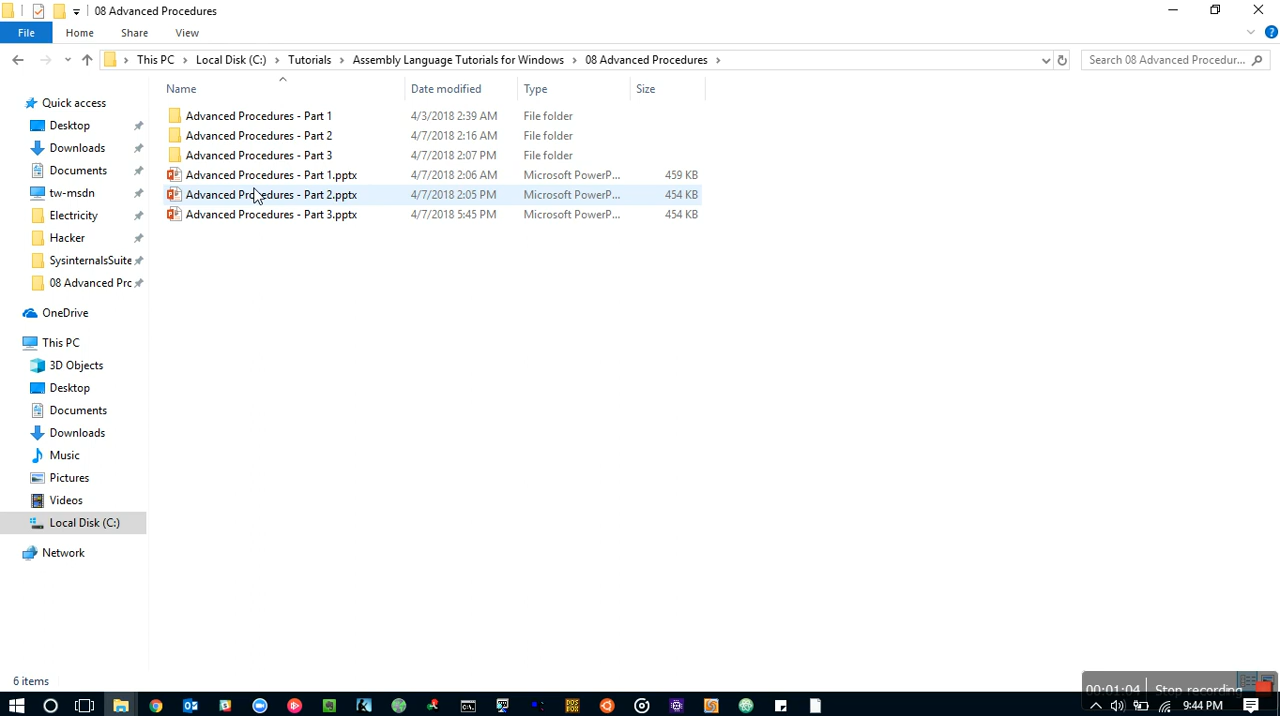 08 Advanced Procedures
File Home Share View
This PC Local Disk (C:) Tutorials Assembly Language Tutorials for Windows 08 Advanced Procedures Search 08 Advanced Procedur...
Name Date modified Type Size
Quick access
Desktop
Downloads
Documents
tw-msdn
Electricity
Hacker
SysinternalsSuite
08 Advanced Prc
OneDrive
This PC
3D Objects
Desktop
Documents
Downloads
Music
Pictures
Videos
Local Disk (C:)
Network
Advanced Procedures - Part 1 4/3/2018 2:39 AM File folder
Advanced Procedures - Part 2 4/7/2018 2:16 AM File folder
Advanced Procedures - Part 3 4/7/2018 2:07 PM File folder
Advanced Procedures - Part 1.pptx 4/7/2018 2:06 AM Microsoft PowerP... 459 KB
Advanced Procedures - Part 2.pptx 4/7/2018 2:05 PM Microsoft PowerP... 454 KB
Advanced Procedures - Part 3.pptx 4/7/2018 5:45 PM Microsoft PowerP... 454 KB
6 items
00:01:04 Stop recording
9:44 PM